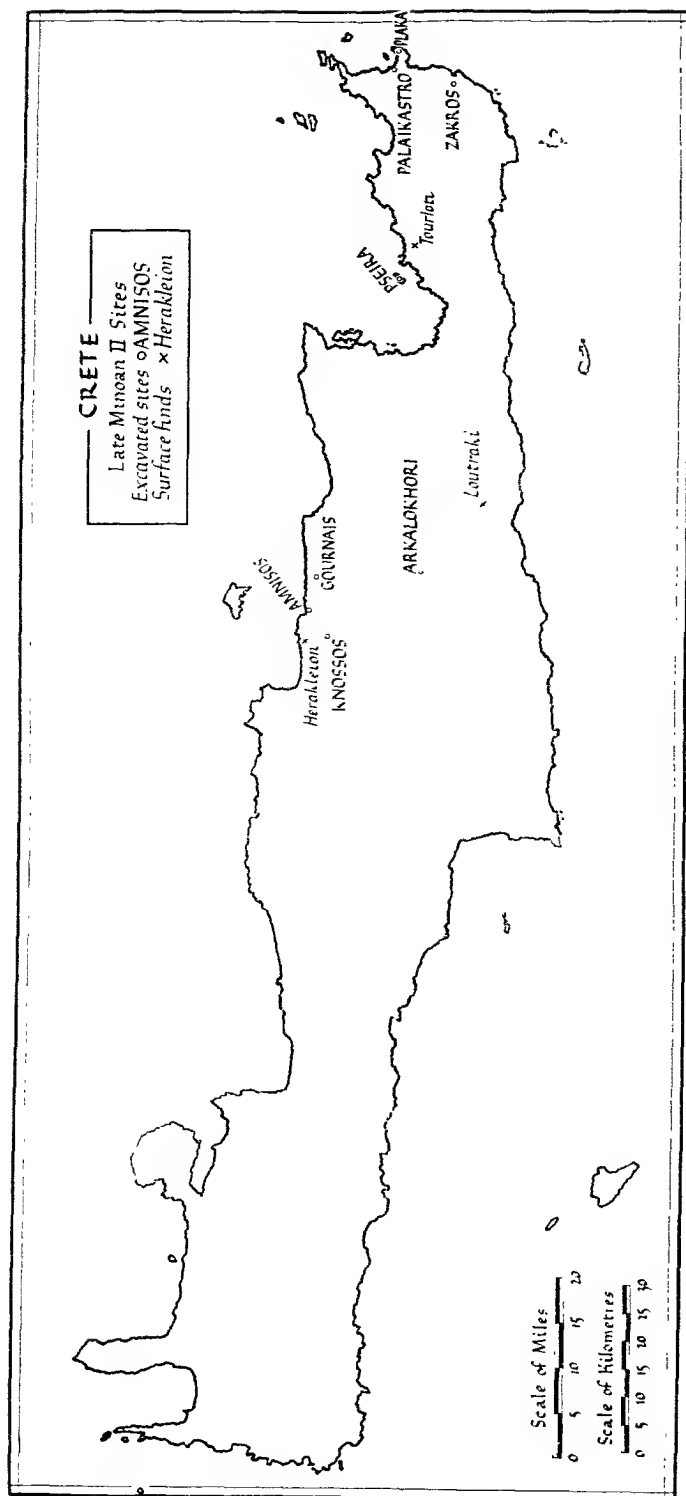 CRETE
Late Minoan II Sites
Excavated sites o AMNISOS
Surface finds × Herakleion
AMNISOS
GOURNAIS
Herakleion
KNOSSOS
ARKALOKHORI
Loutraki
PSEIRA
Tourloti
PALAIKASTRO
PLAKA
ZAKROS
Scale of Miles
0 5 10 15 20
Scale of Kilometres
0 5 10 15 20 25 30